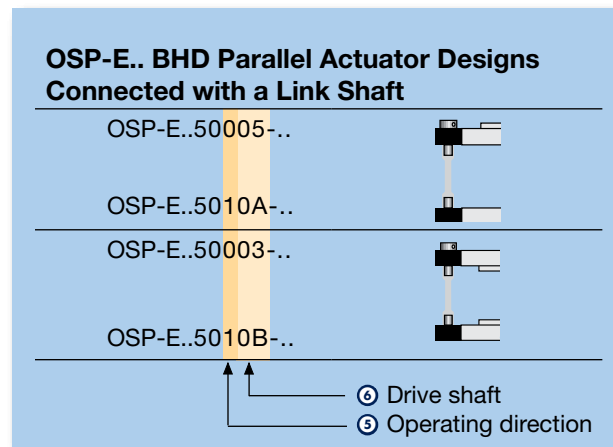 OSP-E.. BHD Parallel Actuator Designs
Connected with a Link Shaft
OSP-E..50005-..
OSP-E..5010A-..
OSP-E..50003-..
OSP-E..5010B-..
⑥ Drive shaft
⑤ Operating direction